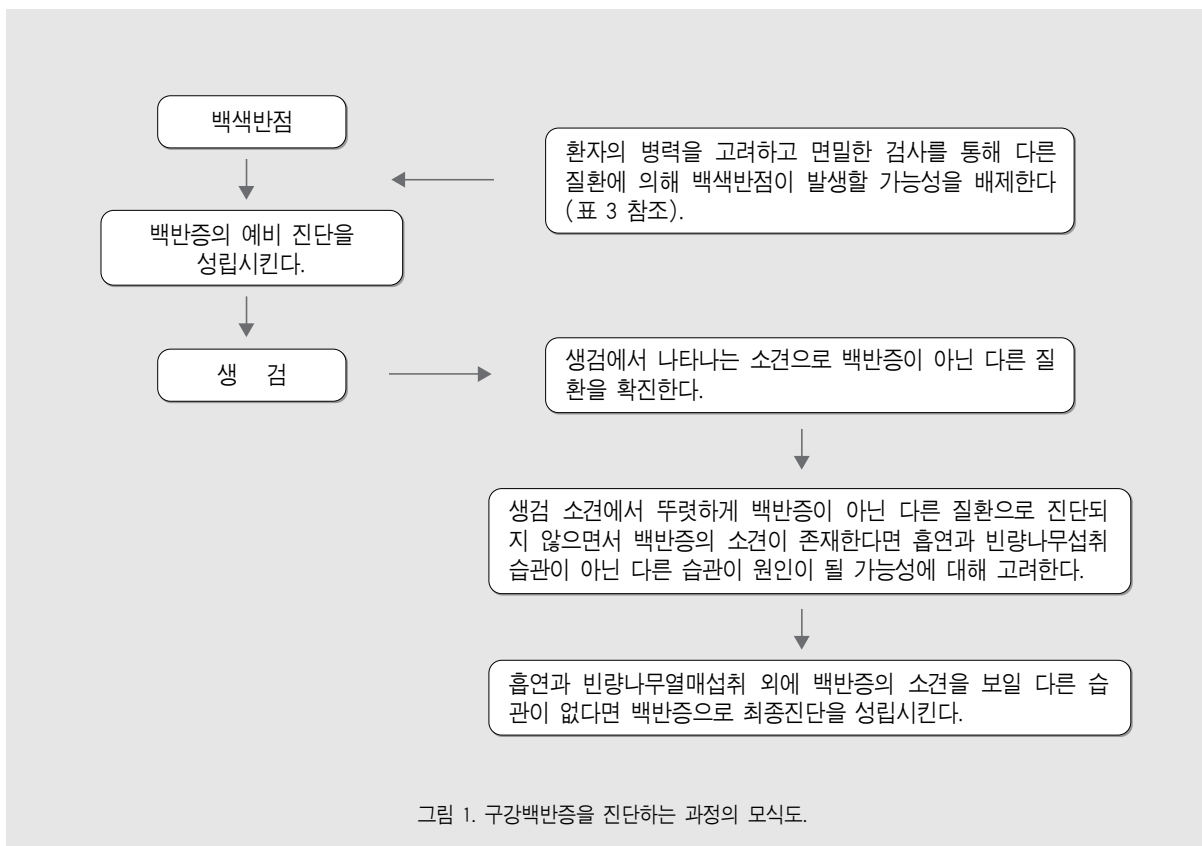 백색반점
환자의 병력을 고려하고 면밀한 검사를 통해 다른
질환에 의해 백색반점이 발생할 가능성을 배제한다
(표 3 참조).
백반증의 예비 진단을
성립시킨다.
생 검
생검에서 나타나는 소견으로 백반증이 아닌 다른 질
환을 확진한다.
생검 소견에서 뚜렷하게 백반증이 아닌 다른 질환으로 진단되
지 않으면서 백반증의 소견이 존재한다면 흡연과 빈량나무섭취
습관이 아닌 다른 습관이 원인이 될 가능성에 대해 고려한다.
흡연과 빈량나무열매섭취 외에 백반증의 소견을 보일 다른 습
관이 없다면 백반증으로 최종진단을 성립시킨다.
그림 1. 구강백반증을 진단하는 과정의 모식도.